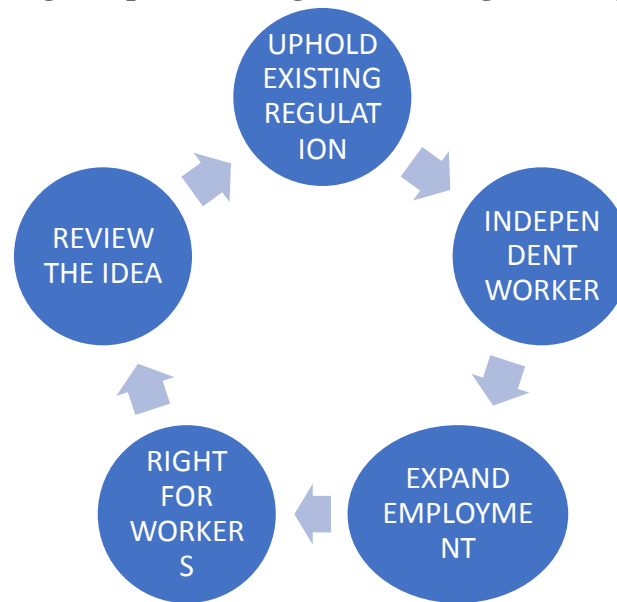 UPHOLD
EXISTING
REGULAT
ION
INDEPEN
DENT
WORKER
EXPAND
EMPLOYME
NT
RIGHT
FOR
WORKER
S
REVIEW
THE IDEA